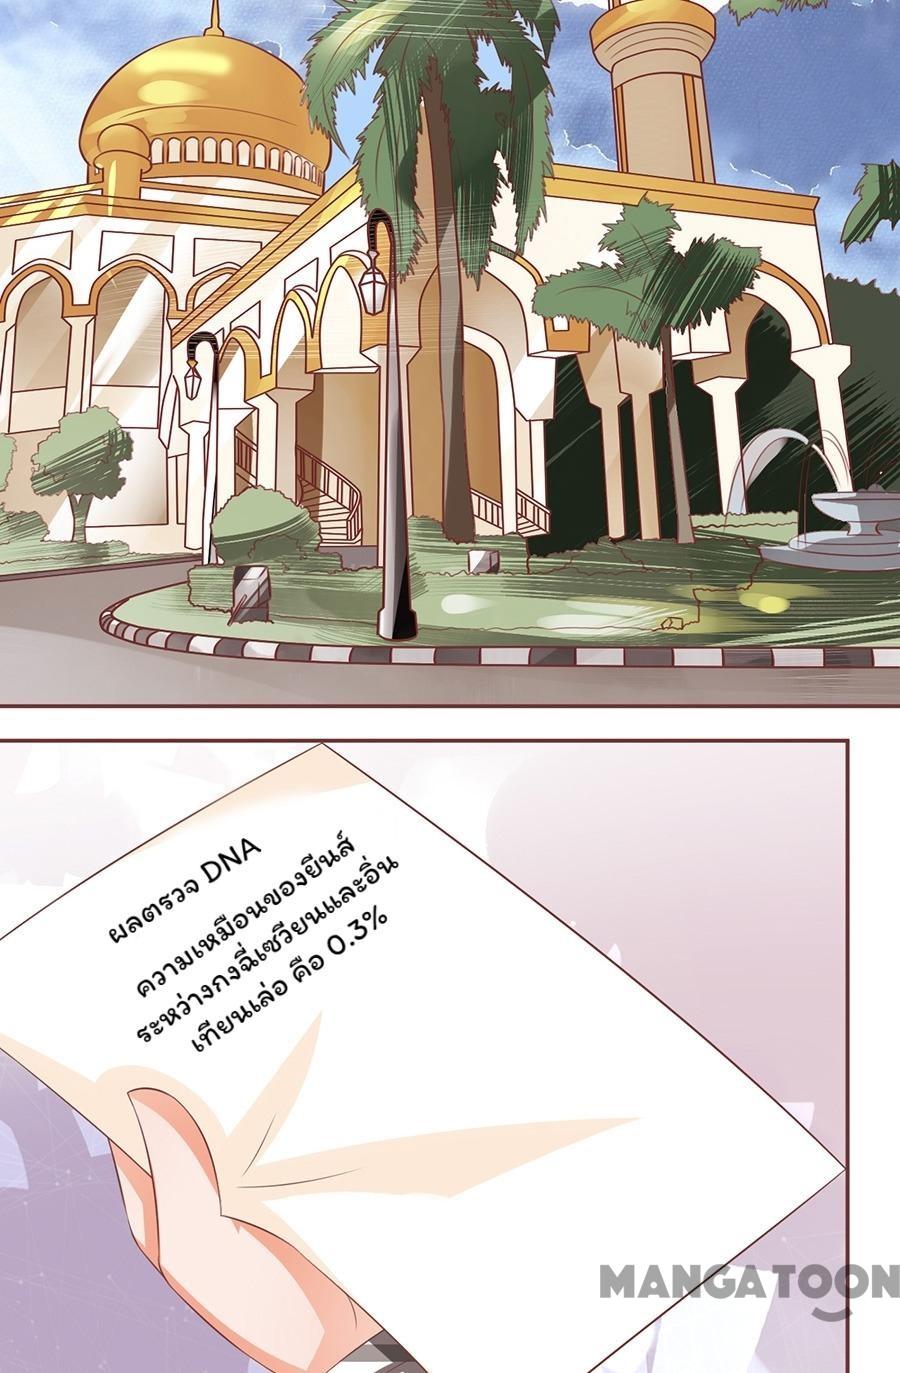 ผลตรวจ DNA
ความเหมือนของยีนส์
ระหว่างกงฉี่เซวียนและอิ่น
เทียนเล่อ คือ 0.3%
MANGATOON